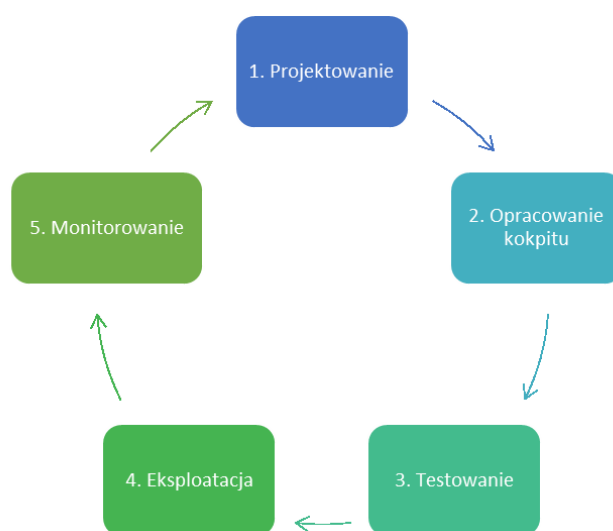 1. Projektowanie
2. Opracowanie
kokpitu
3. Testowanie
4. Eksploatacja
5. Monitorowanie